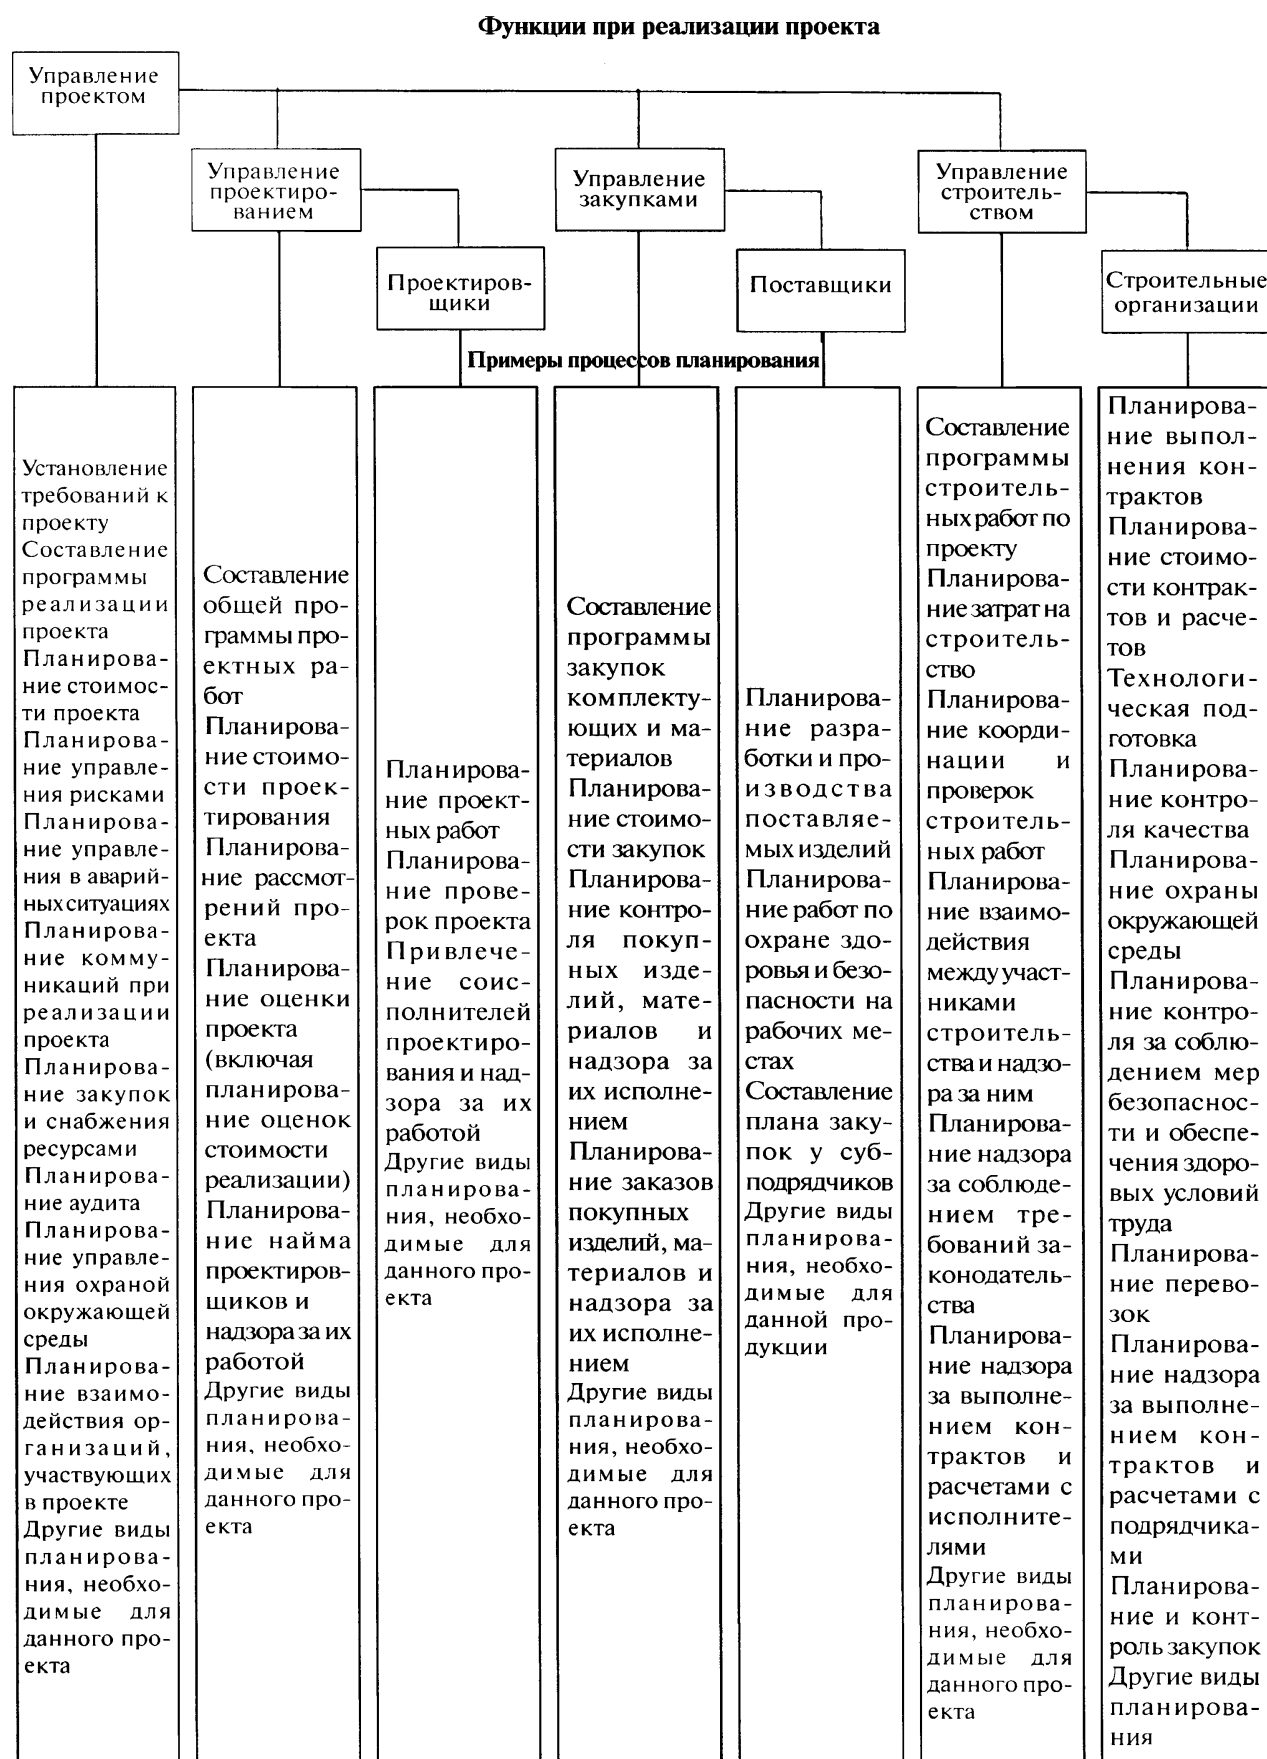 Функции при реализации проекта
Управление
проектом
Управление
проектиро-
ванием
Управление
закупками
Управление
строитель-
ством
Проектиров-
щики
Поставщики
Строительные
организации
Примеры процессов планирования
Установление
требований к
проекту
Составление
программы
реализации
проекта
Планирова-
ние стоимос-
ти проекта
Планирова-
ние управле-
ния рисками
Планирова-
ние управле-
ния в аварий-
ных ситуациях
Планирова-
ние комму-
никаций при
реализации
проекта
Планирова-
ние закупок
и снабжения
ресурсами
Планирова-
ние аудита
Планирова-
ние управле-
ния охраной
окружающей
среды
Планирова-
ние взаимо-
действия ор-
ганизаций,
участвующих
в проекте
Другие виды
планирова-
ния, необхо-
димые для
данного про-
екта
Составление
общей про-
граммы про-
ектных ра-
бот
Планирова-
ние стоимо-
сти проек-
тирования
Планирова-
ние рассмот-
рений про-
екта
Планирова-
ние оценки
проекта
(включая
планирова-
ние оценок
стоимости
реализации)
Планирова-
ние найма
проектиров-
щиков и
надзора за их
работой
Другие виды
планирова-
ния, необхо-
димые для
данного про-
екта
Планирова-
ние проект-
ных работ
Планирова-
ние прове-
рок проекта
Привлече-
ние соис-
полнителей
проектиро-
вания и над-
зора за их
работой
Другие виды
планирова-
ния, необхо-
димые для
данного про-
екта
Составление
программы
закупок
комплекту-
ющих и ма-
териалов
Планирова-
ние стоимо-
сти закупок
Планирова-
ние контро-
ля покуп-
ных изде-
лий, мате-
риалов и
надзора за
их исполне-
нием
Планирова-
ние заказов
покупных
изделий, ма-
териалов и
надзора за
их исполне-
нием
Другие виды
планирова-
ния, необхо-
димые для
данного про-
екта
Планирова-
ние разра-
ботки и про-
изводства
поставляе-
мых изделий
Планирова-
ние работ по
охране здо-
ровья и безо-
пасности на
рабочих ме-
стах
Составление
плана заку-
пок у суб-
подрядчиков
Другие виды
планирова-
ния, необхо-
димые для
данной про-
дукции
Составление
программы
строитель-
ных работ по
проекту
Планирова-
ние затрат на
строитель-
ство
Планирова-
ние коорди-
нации и
проверок
строитель-
ных работ
Планирова-
ние взаимо-
действия
между участ-
никами
строитель-
ства и надзо-
ра за ним
Планирова-
ние надзора
за соблюде-
нием тре-
бований за-
конодатель-
ства
Планирова-
ние надзора
за выполне-
нием кон-
трактов и
расчетами с
исполните-
лями
Другие виды
планирова-
ния, необхо-
димые для
данного про-
екта
Планирова-
ние выпол-
нения кон-
трактов
Планирова-
ние стоимо-
сти контрак-
тов и расче-
тов
Технологи-
ческая под-
готовка
Планирова-
ние контро-
ля качества
Планирова-
ние охраны
окружающей
среды
Планирова-
ние контро-
ля за соблю-
дением мер
безопаснос-
ти и обеспе-
чения здоро-
вых условий
труда
Планирова-
ние перево-
зок
Планирова-
ние надзора
за выполне-
нием кон-
трактов и
расчетами с
подрядчика-
ми
Планирова-
ние и конт-
роль закупок
Другие виды
планирова-
ния